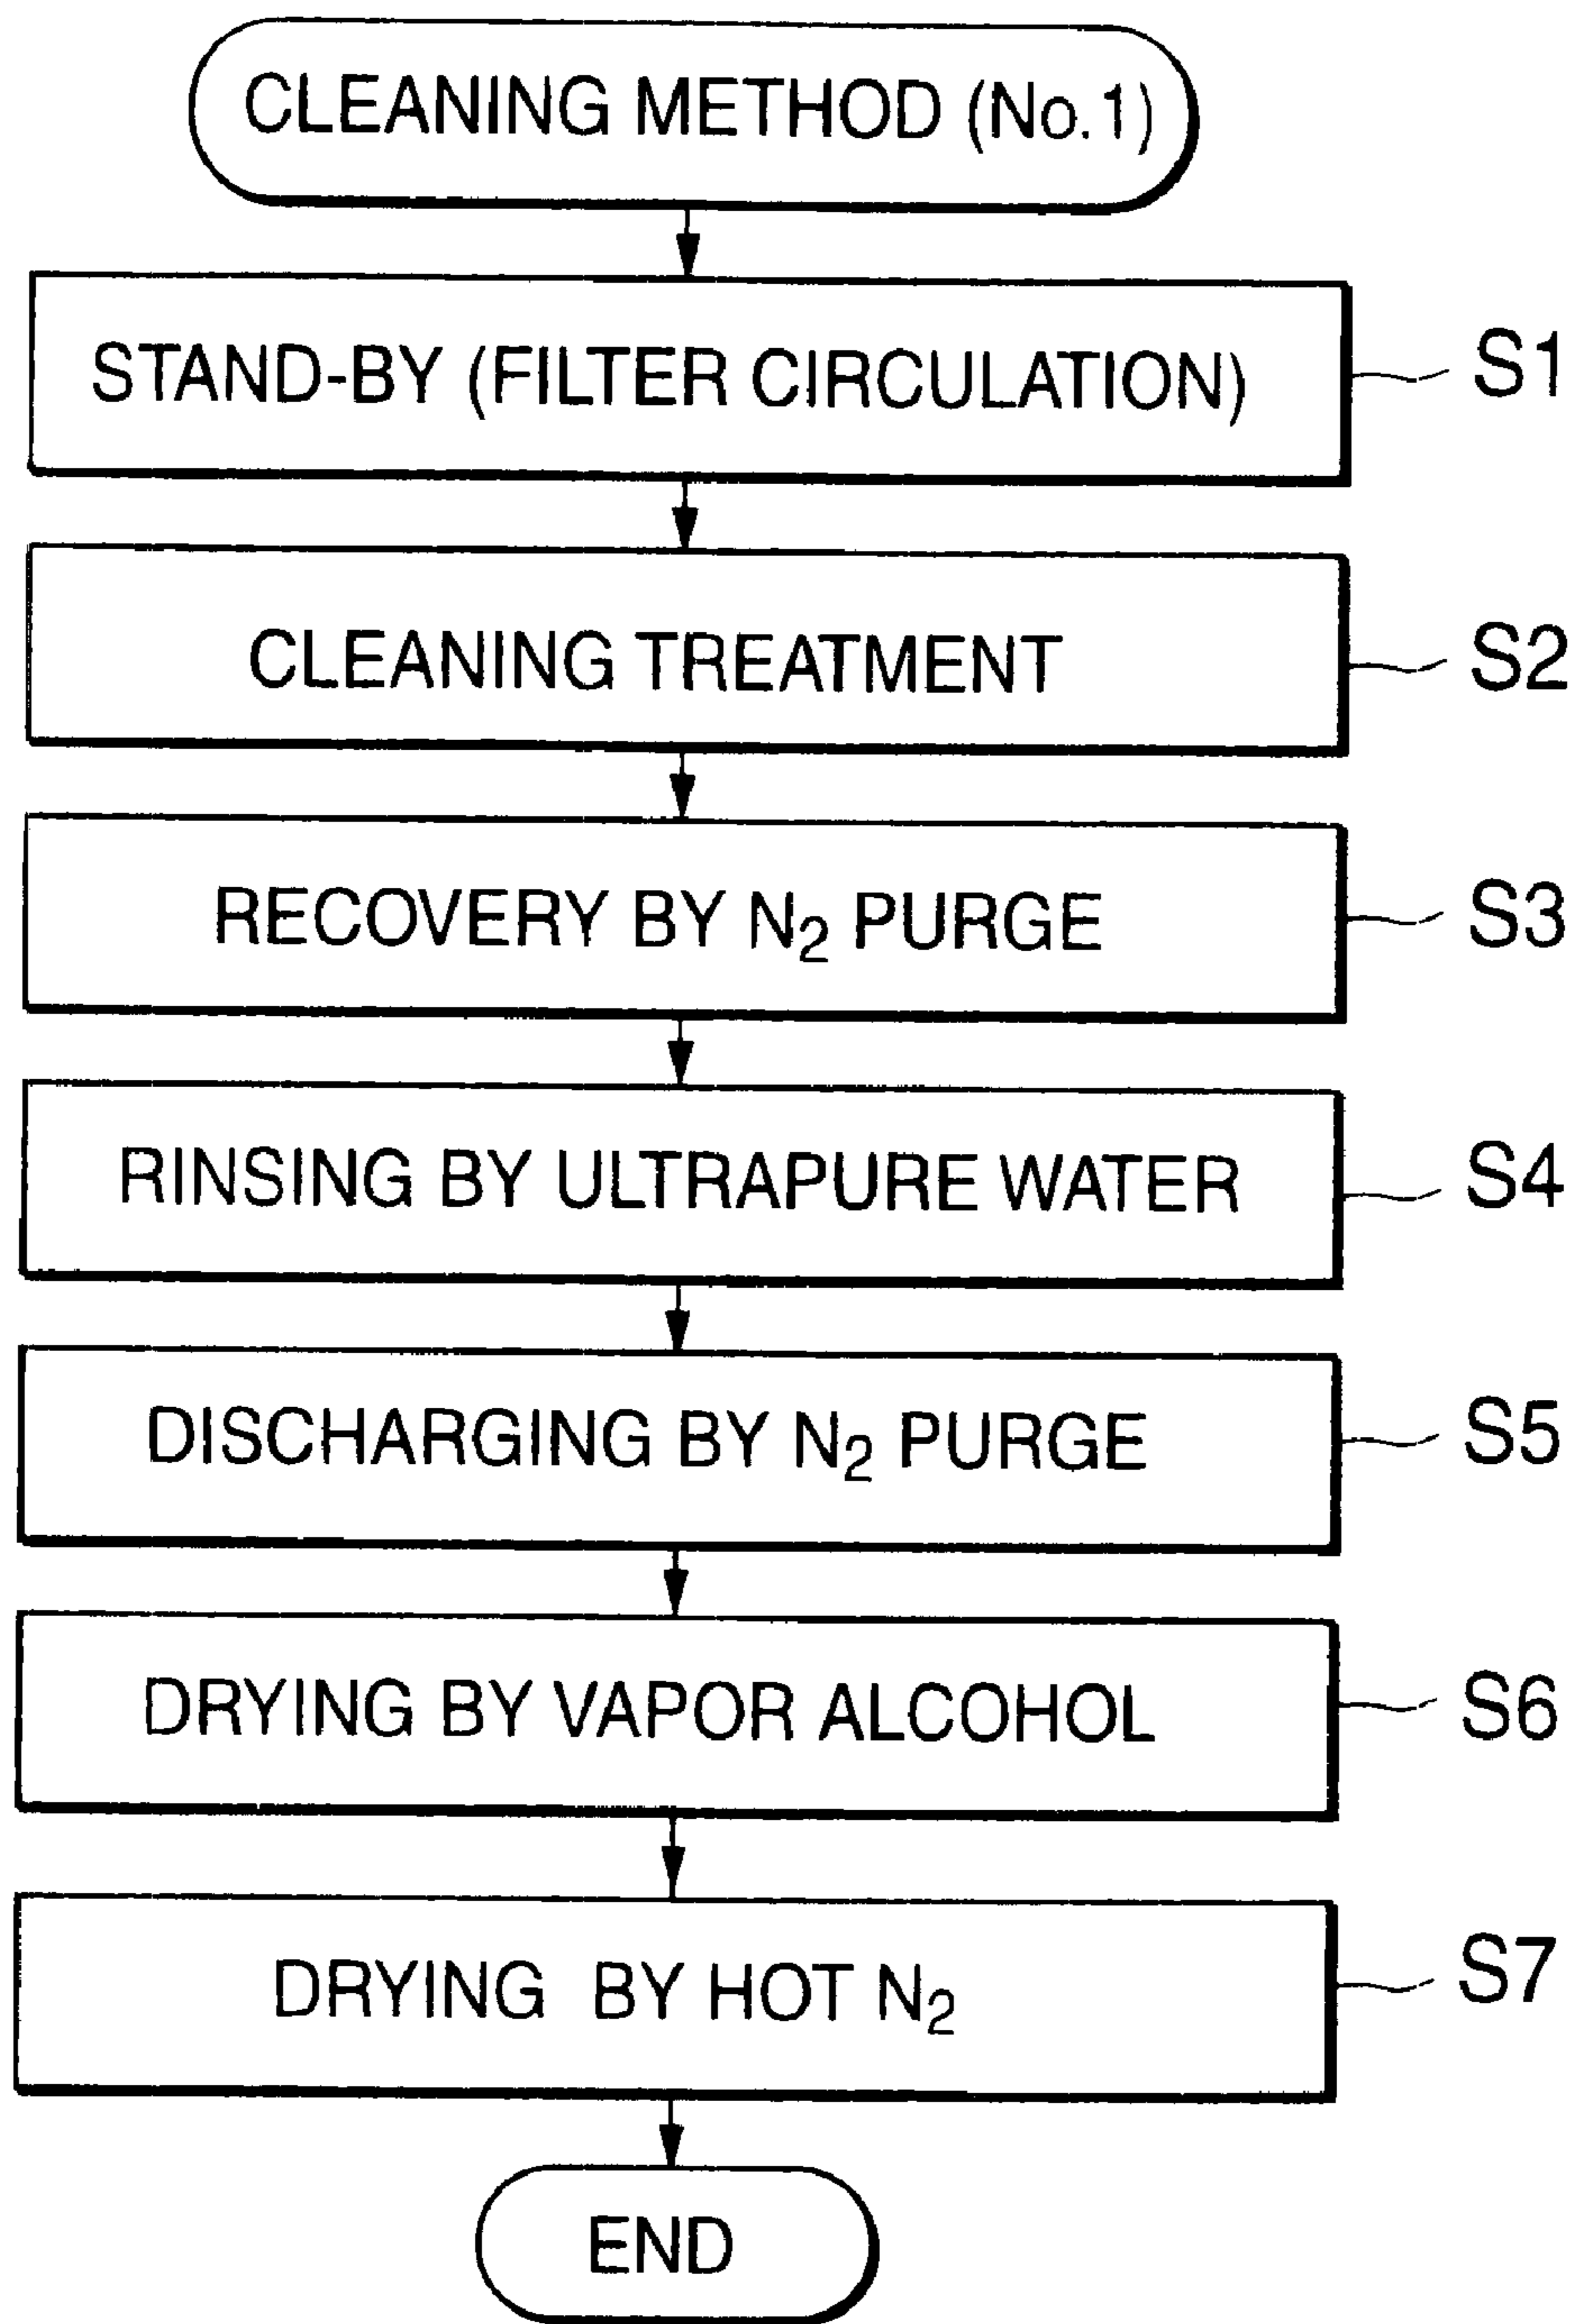 CLEANING METHOD (No.1)
STAND-BY (FILTER CIRCULATION) S1
CLEANING TREATMENT S2
RECOVERY BY N₂ PURGE S3
RINSING BY ULTRAPURE WATER S4
DISCHARGING BY N₂ PURGE S5
DRYING BY VAPOR ALCOHOL S6
DRYING BY HOT N₂ S7
END